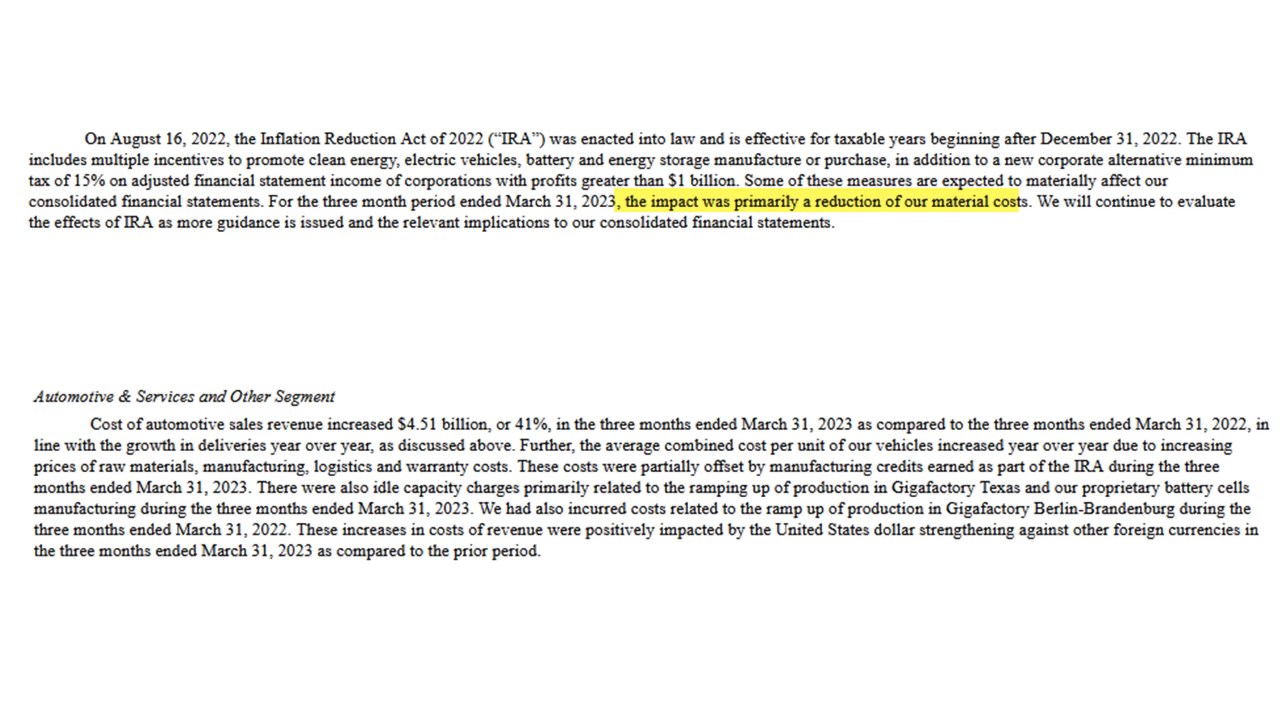 On August 16, 2022, the Inflation Reduction Act of 2022 (“IRA”) was enacted into law and is effective for taxable years beginning after December 31, 2022. The IRA
includes multiple incentives to promote clean energy, electric vehicles, battery and energy storage manufacture or purchase, in addition to a new corporate alternative minimum
tax of 15% on adjusted financial statement income of corporations with profits greater than $1 billion. Some of these measures are expected to materially affect our
consolidated financial statements. For the three month period ended March 31, 2023, the impact was primarily a reduction of our material costs. We will continue to evaluate
the effects of IRA as more guidance is issued and the relevant implications to our consolidated financial statements.
Automotive & Services and Other Segment
Cost of automotive sales revenue increased $4.51 billion, or 41%, in the three months ended March 31, 2023 as compared to the three months ended March 31, 2022, in
line with the growth in deliveries year over year, as discussed above. Further, the average combined cost per unit of our vehicles increased year over year due to increasing
prices of raw materials, manufacturing, logistics and warranty costs. These costs were partially offset by manufacturing credits earned as part of the IRA during the three
months ended March 31, 2023. There were also idle capacity charges primarily related to the ramping up of production in Gigafactory Texas and our proprietary battery cells
manufacturing during the three months ended March 31, 2023. We had also incurred costs related to the ramp up of production in Gigafactory Berlin-Brandenburg during the
three months ended March 31, 2022. These increases in costs of revenue were positively impacted by the United States dollar strengthening against other foreign currencies in
the three months ended March 31, 2023 as compared to the prior period.